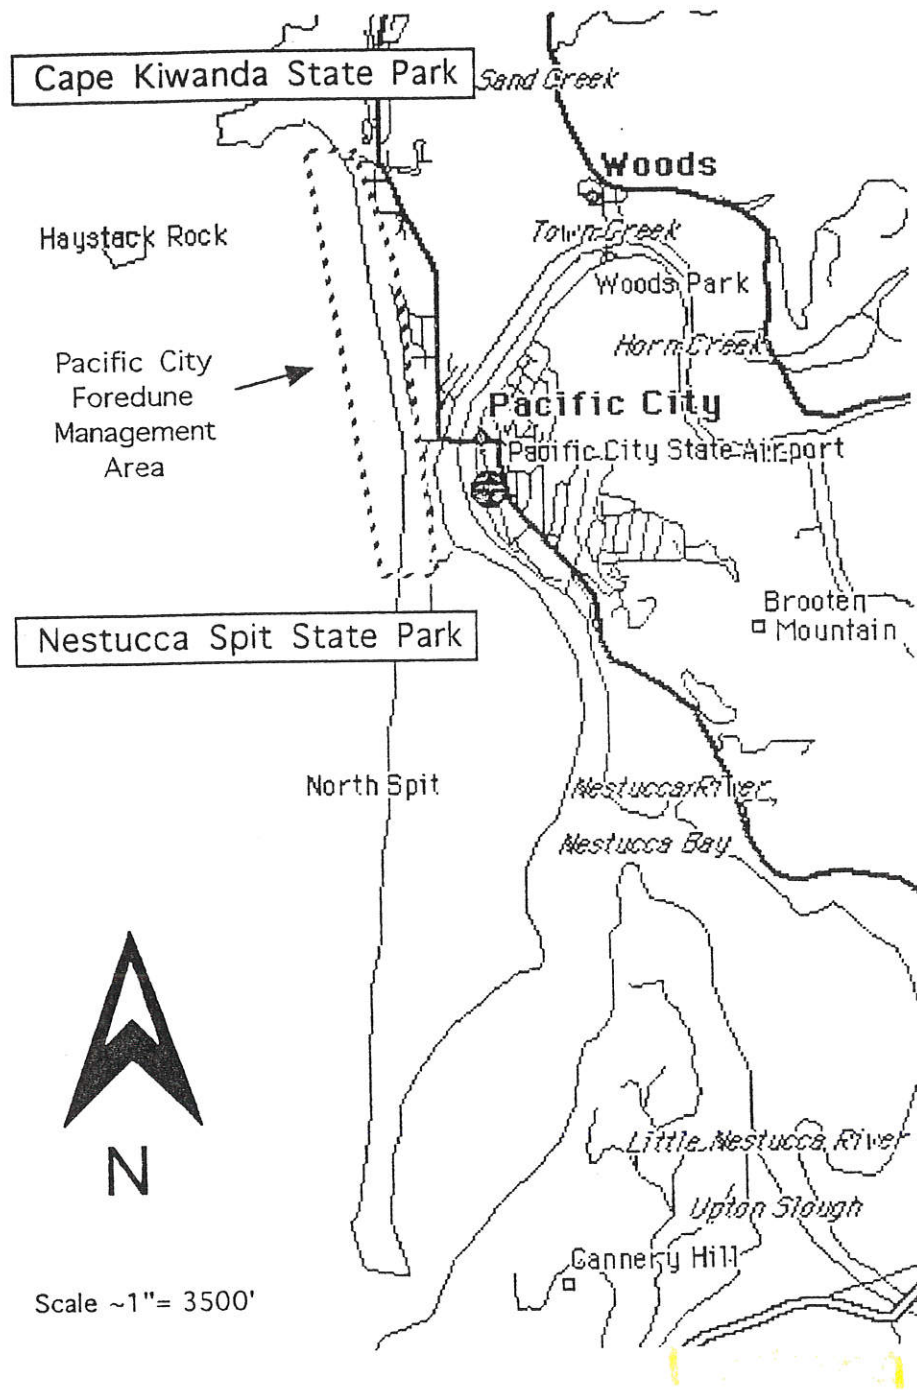 Cape Kiwanda State Park
Sand Creek
Woods
Haystack Rock
Town Creek
Woods Park
Horn Creek
Pacific City
Foredune
Management
Area
Pacific City
Pacific City State Airport
Brooten
Mountain
Nestucca Spit State Park
North Spit
Nestucca River
Nestucca Bay
N
Little Nestucca River
Upton Slough
Cannery Hill
Scale ~1"= 3500'